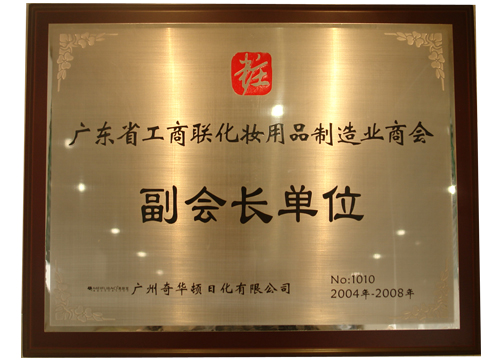 广东省工商联化妆用品制造业商会
副会长单位
广州奇华顿日化有限公司
No:1010
2004年-2008年